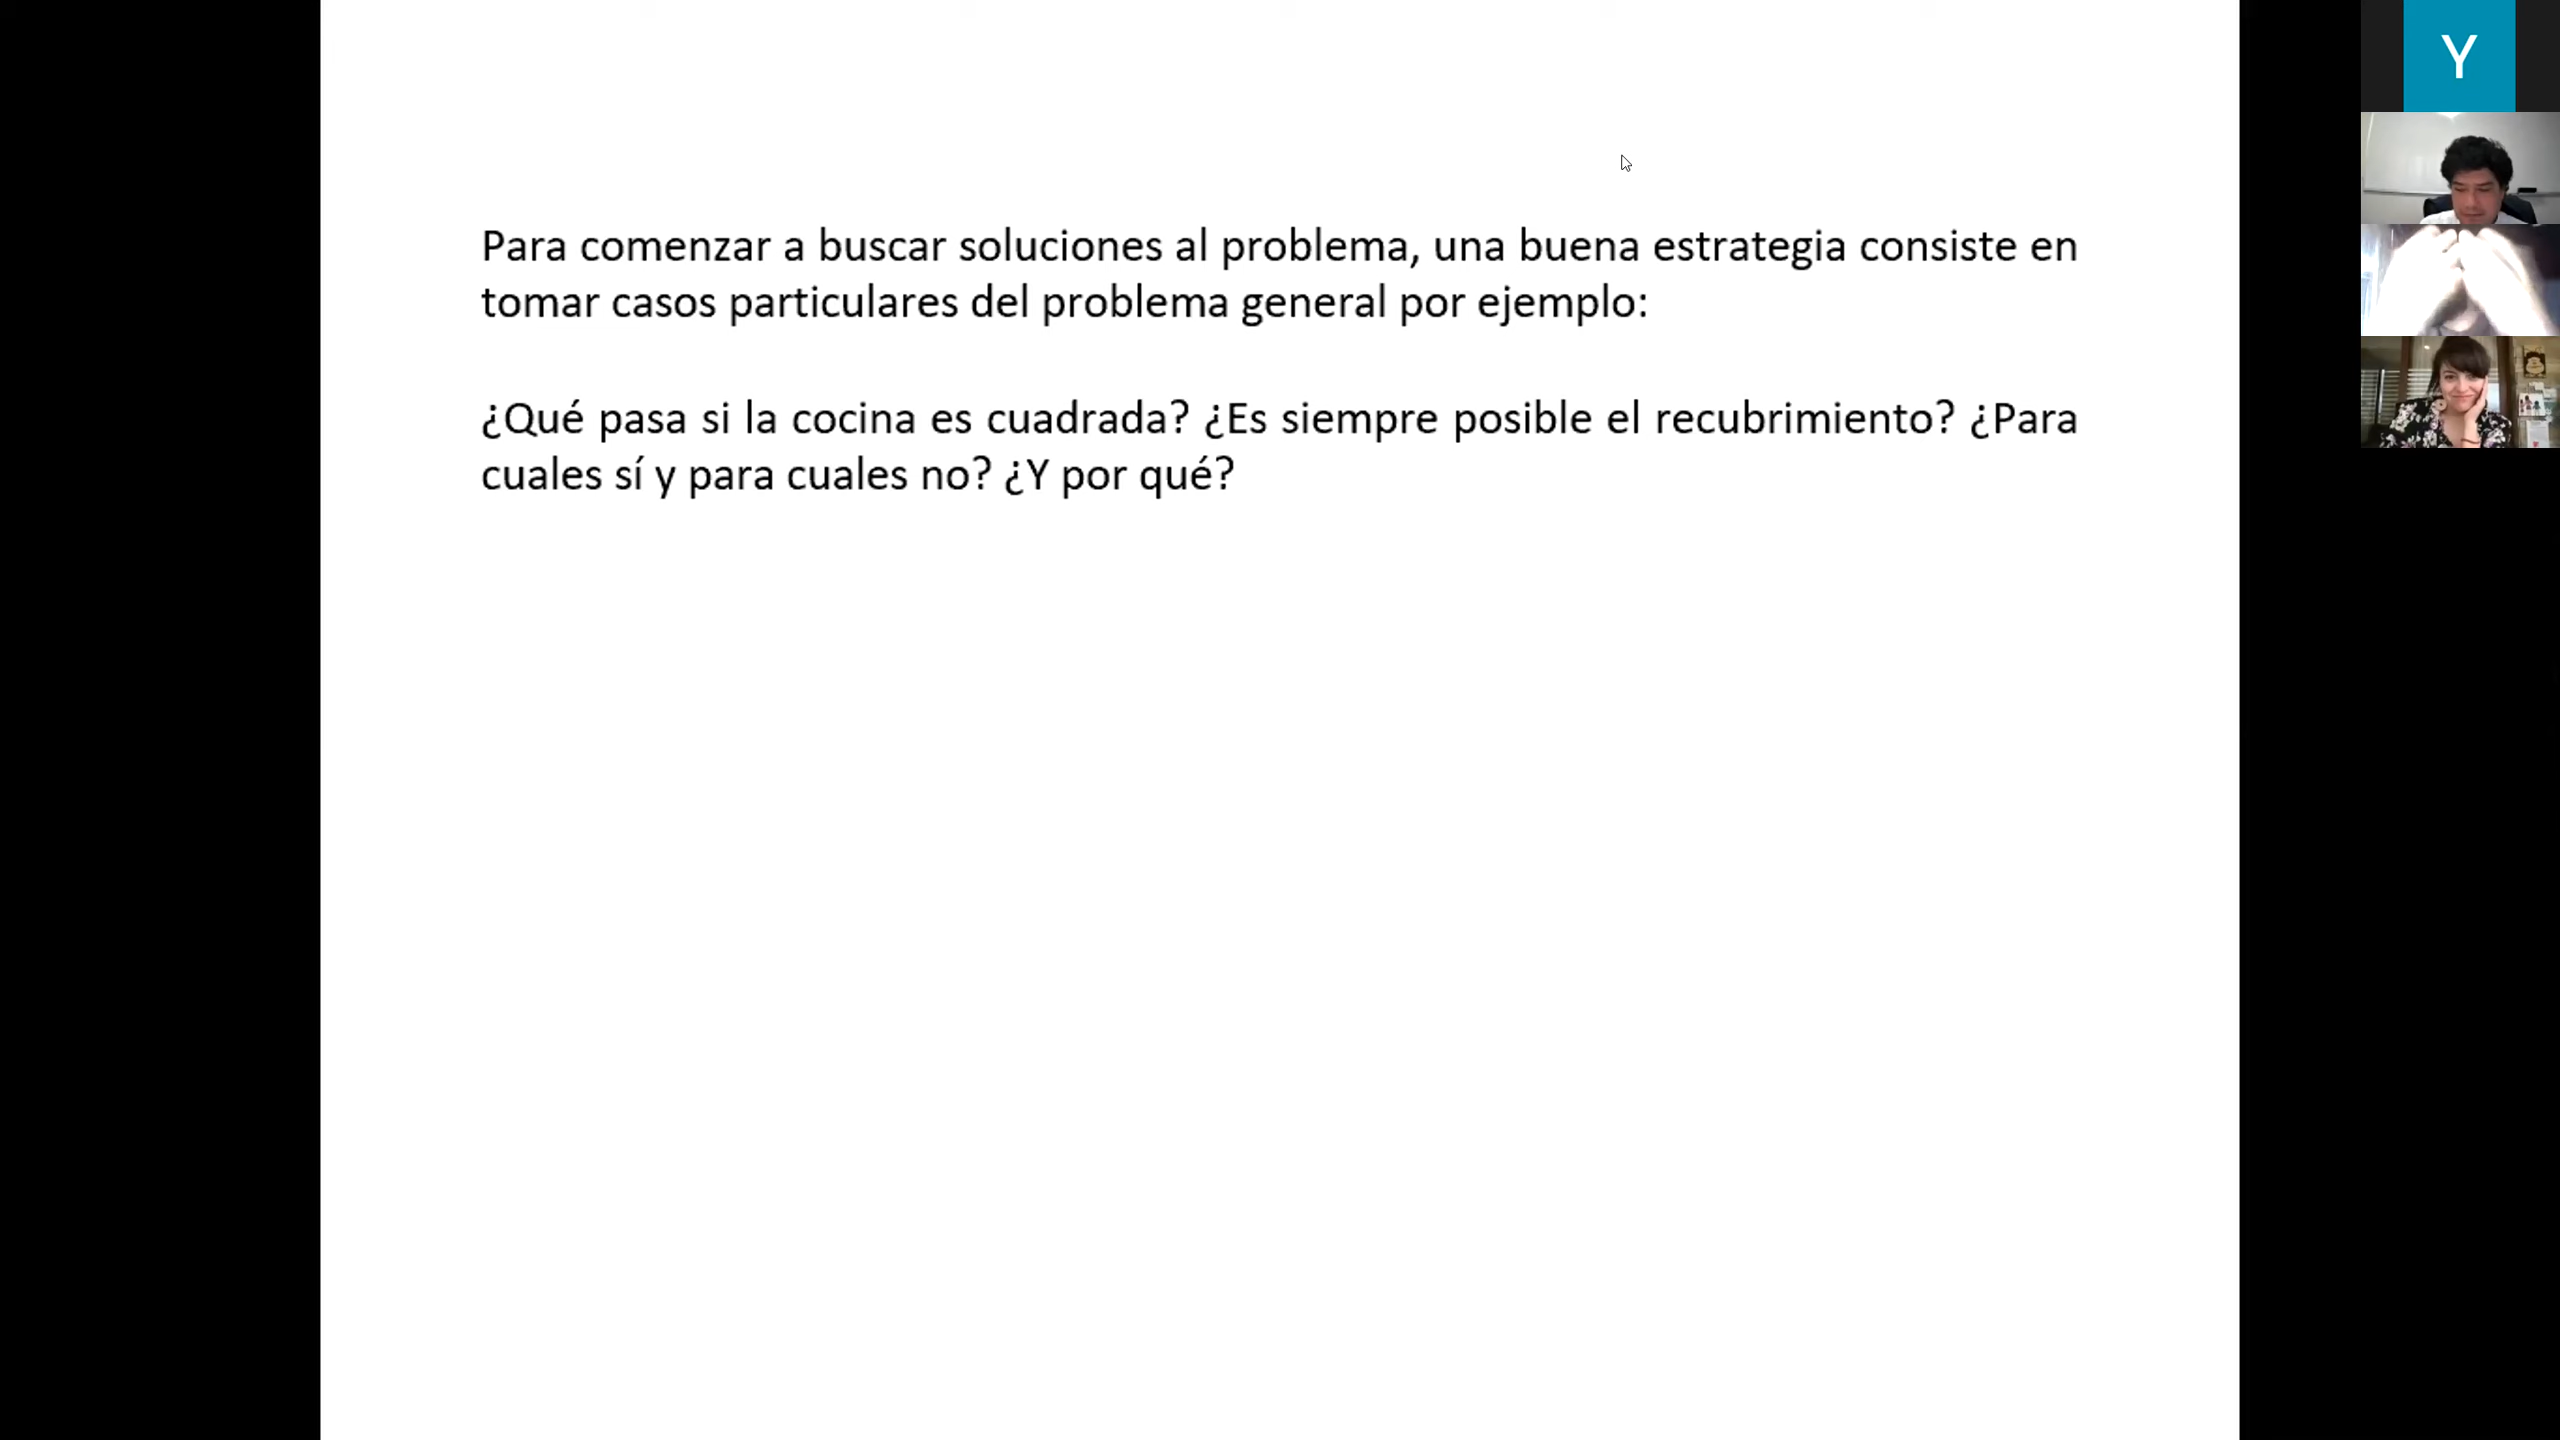 Para comenzar a buscar soluciones al problema, una buena estrategia consiste en
tomar casos particulares del problema general por ejemplo:
¿Qué pasa si la cocina es cuadrada? ¿Es siempre posible el recubrimiento? ¿Para
cuales sí y para cuales no? ¿Y por qué?
Y